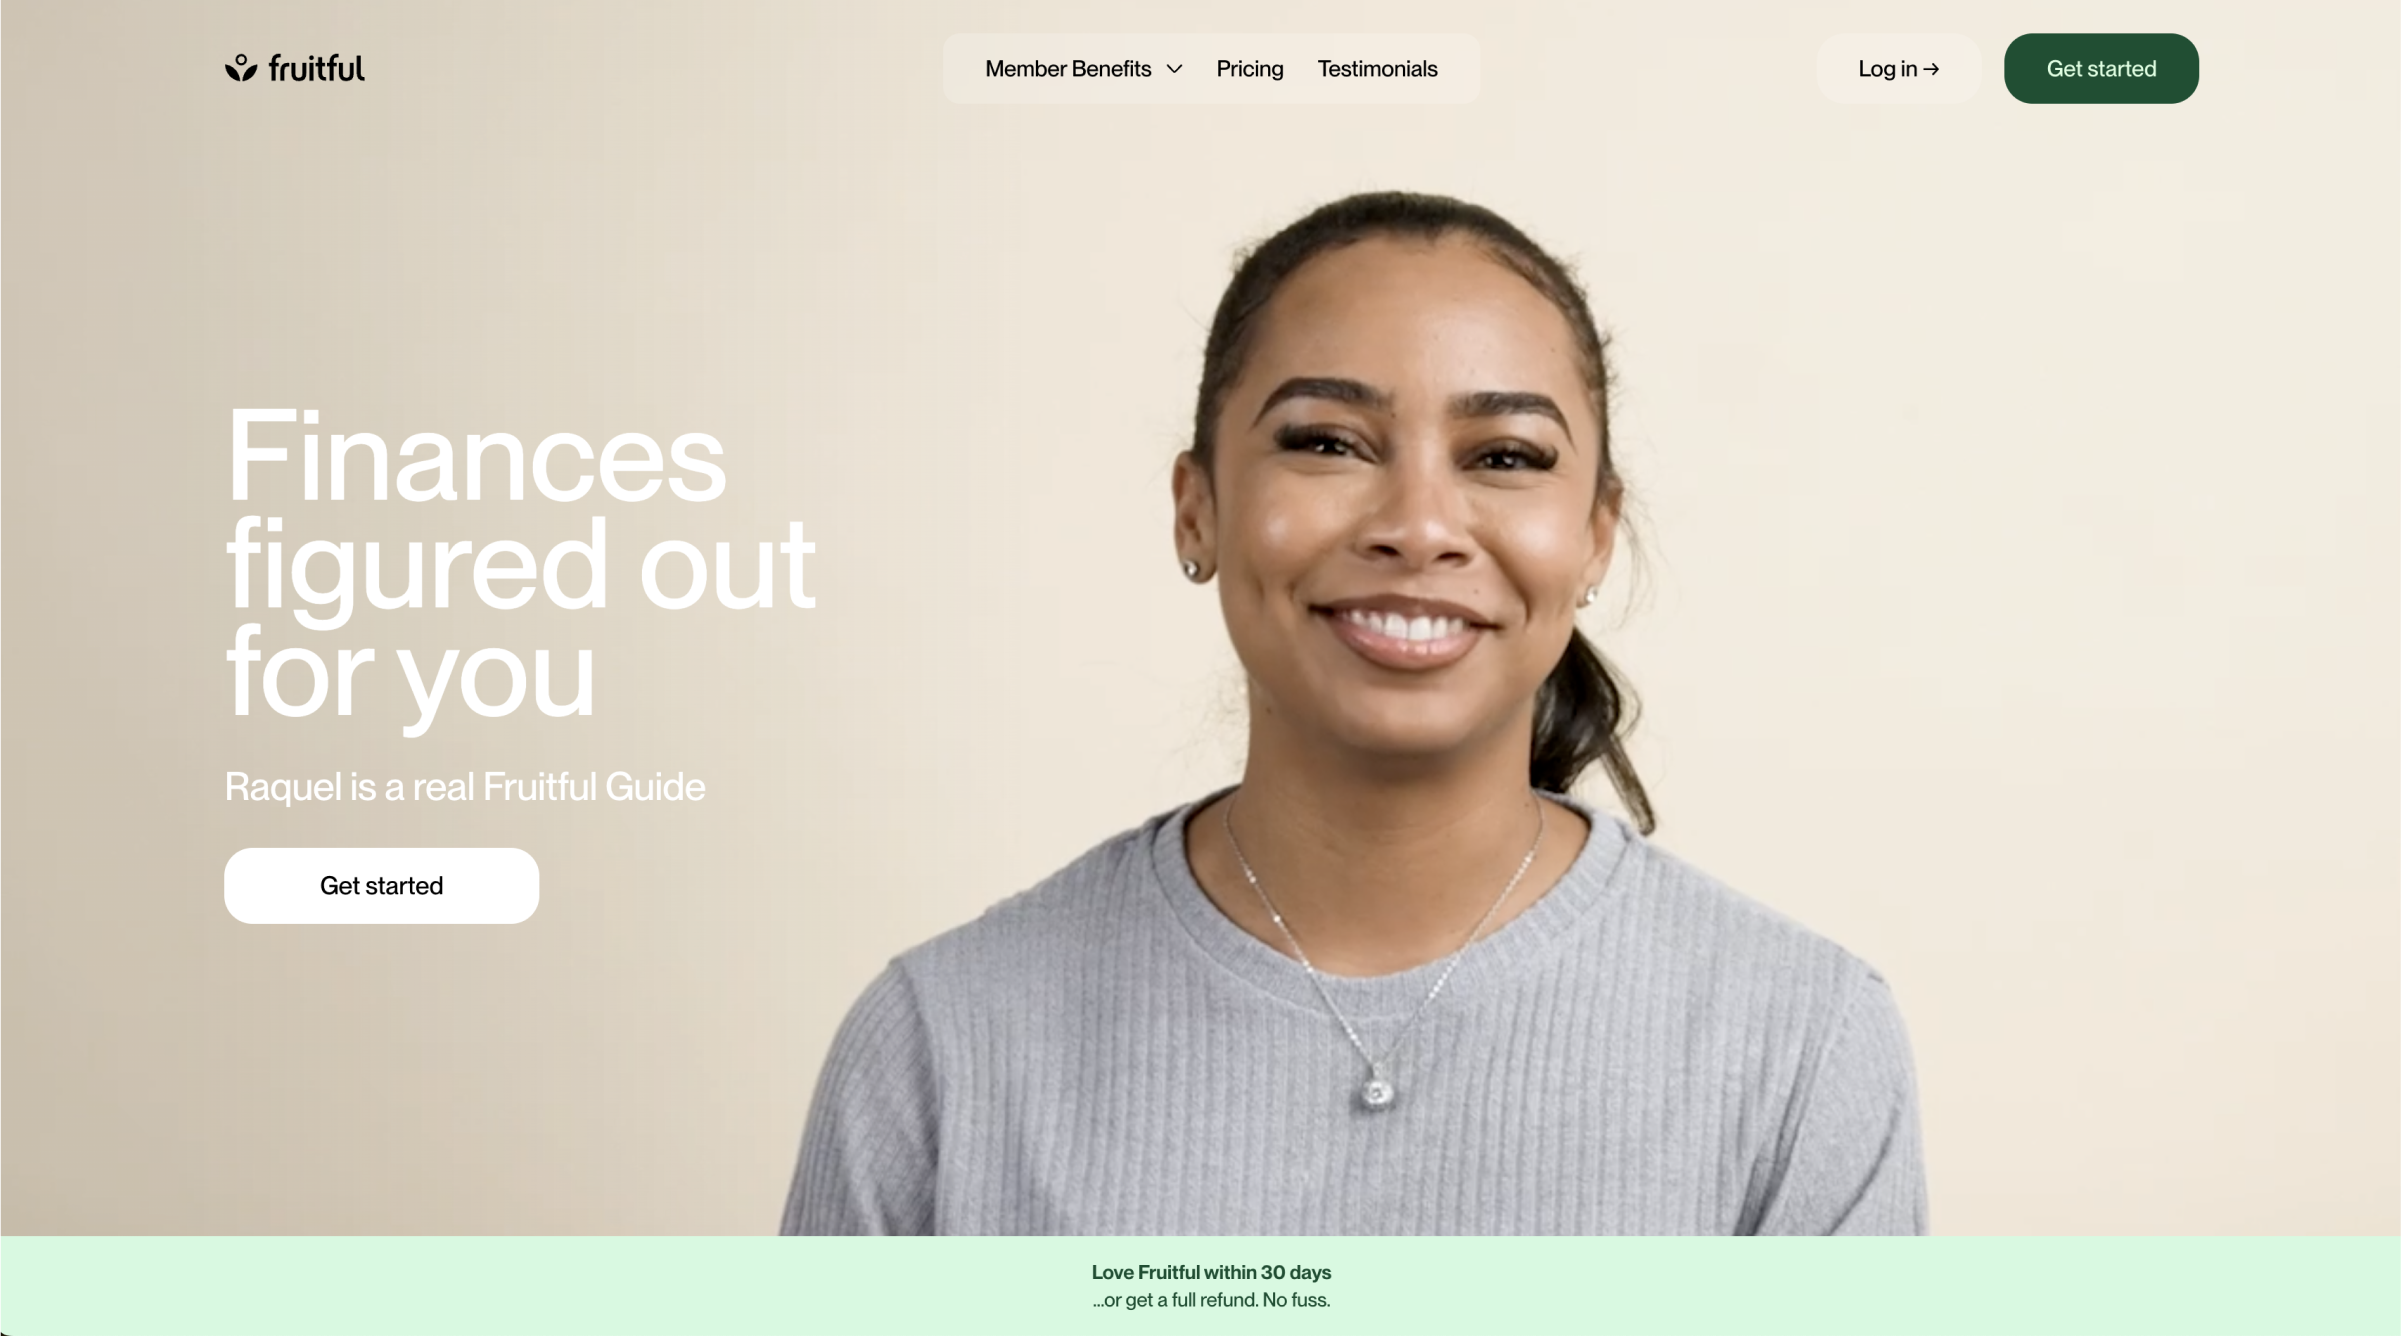 fruitful
Member Benefits
Pricing
Testimonials
Log in →
Get started
Finances
figured out
for you
Raquel is a real Fruitful Guide
Get started
Love Fruitful within 30 days
...or get a full refund. No fuss.